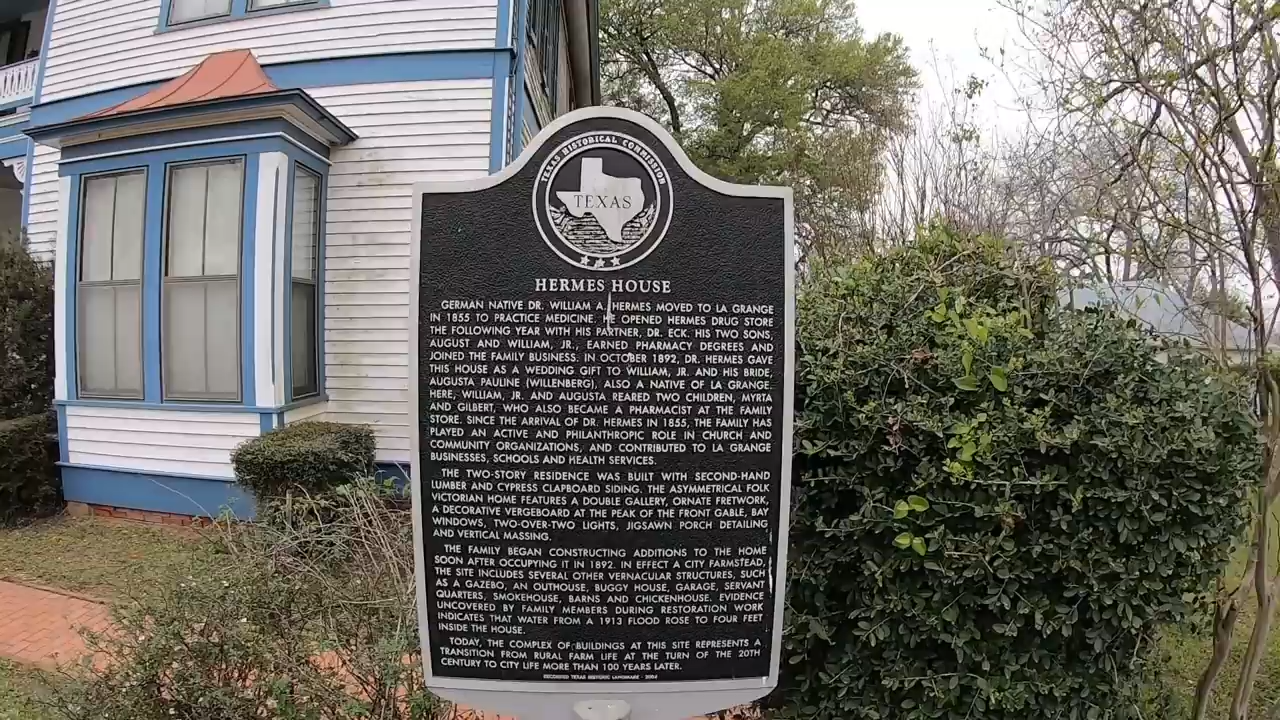 TEXAS HISTORICAL COMMISSION
TEXAS
HERMES HOUSE
GERMAN NATIVE DR. WILLIAM A. HERMES MOVED TO LA GRANGE
IN 1855 TO PRACTICE MEDICINE. HE OPENED HERMES DRUG STORE
THE FOLLOWING YEAR WITH HIS PARTNER, DR. ECK. HIS TWO SONS,
AUGUST AND WILLIAM, JR., EARNED PHARMACY DEGREES AND
JOINED THE FAMILY BUSINESS. IN OCTOBER 1892, DR. HERMES GAVE
THIS HOUSE AS A WEDDING GIFT TO WILLIAM, JR. AND HIS BRIDE,
AUGUSTA PAULINE (WILLENBERG), ALSO A NATIVE OF LA GRANGE.
HERE, WILLIAM, JR. AND AUGUSTA REARED TWO CHILDREN, MYRTA
AND GILBERT, WHO ALSO BECAME A PHARMACIST AT THE FAMILY
STORE. SINCE THE ARRIVAL OF DR. HERMES IN 1855, THE FAMILY HAS
PLAYED AN ACTIVE AND PHILANTHROPIC ROLE IN CHURCH AND
COMMUNITY ORGANIZATIONS, AND CONTRIBUTED TO LA GRANGE
BUSINESSES, SCHOOLS AND HEALTH SERVICES.
THE TWO-STORY RESIDENCE WAS BUILT WITH SECOND-HAND
LUMBER AND CYPRESS CLAPBOARD SIDING. THE ASYMMETRICAL FOLK
VICTORIAN HOME FEATURES A DOUBLE GALLERY, ORNATE FRETWORK,
A DECORATIVE VERGEBOARD AT THE PEAK OF THE FRONT GABLE, BAY
WINDOWS, TWO-OVER-TWO LIGHTS, JIGSAWN PORCH DETAILING
AND VERTICAL MASSING.
THE FAMILY BEGAN CONSTRUCTING ADDITIONS TO THE HOME
SOON AFTER OCCUPYING IT IN 1892. IN EFFECT A CITY FARMSTEAD,
THE SITE INCLUDES SEVERAL OTHER VERNACULAR STRUCTURES, SUCH
AS A GAZEBO, AN OUTHOUSE, BUGGY HOUSE, GARAGE, SERVANT
QUARTERS, SMOKEHOUSE, BARNS AND CHICKENHOUSE. EVIDENCE
UNCOVERED BY FAMILY MEMBERS DURING RESTORATION WORK
INDICATES THAT WATER FROM A 1913 FLOOD ROSE TO FOUR FEET
INSIDE THE HOUSE.
TODAY, THE COMPLEX OF BUILDINGS AT THIS SITE REPRESENTS A
TRANSITION FROM RURAL FARM LIFE AT THE TURN OF THE 20TH
CENTURY TO CITY LIFE MORE THAN 100 YEARS LATER.
RECORDED TEXAS HISTORIC LANDMARK - 2004